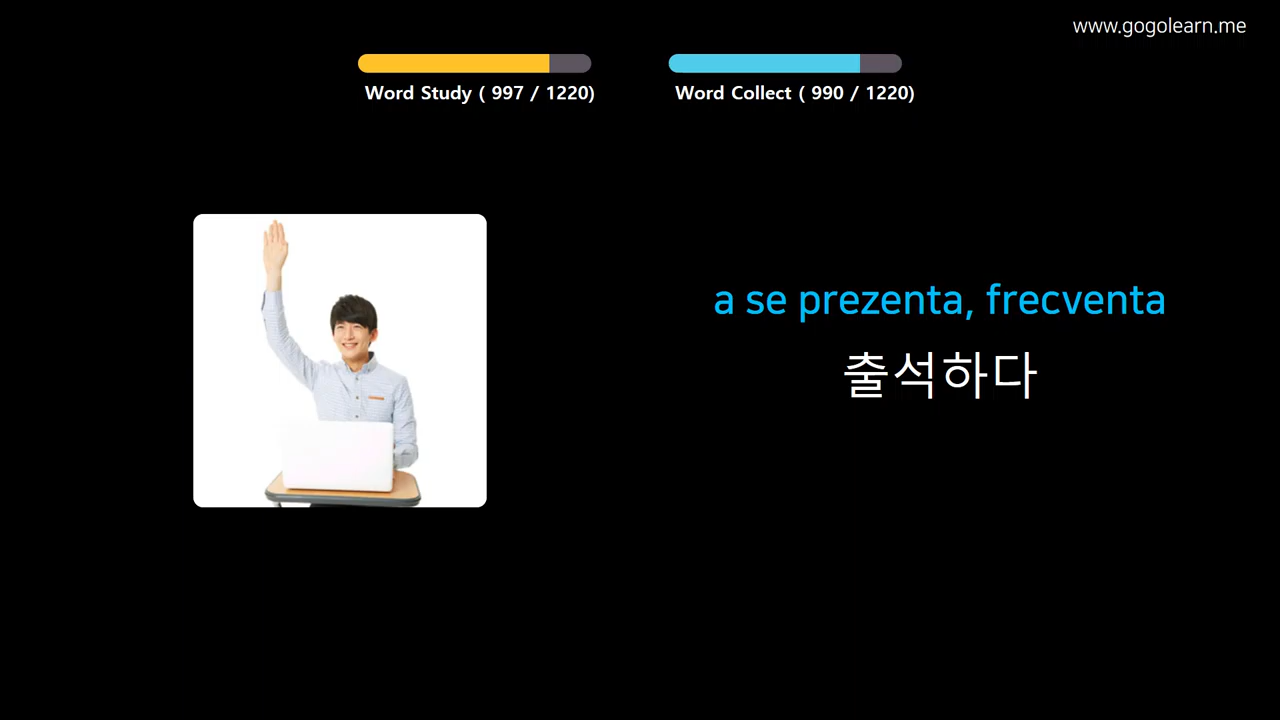 www.gogolearn.me
Word Study ( 997 / 1220)
Word Collect ( 990 / 1220)
a se prezenta, frecventa
출석하다